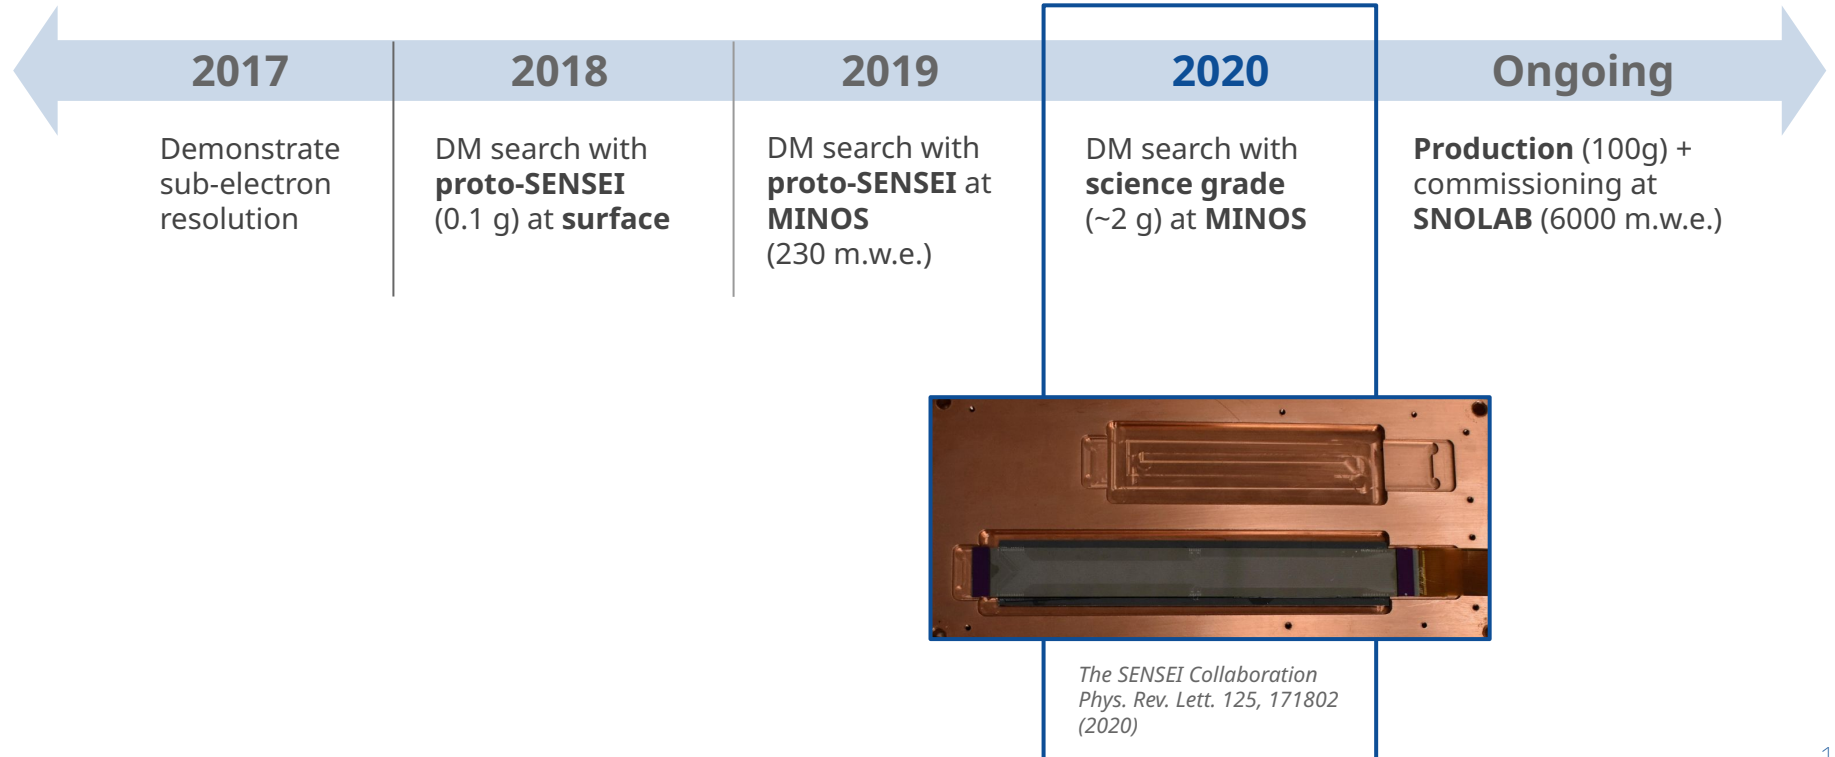 2017
2018
2019
2020
Ongoing
Demonstrate
sub-electron
resolution
DM search with
proto-SENSEI
(0.1 g) at surface
DM search with
proto-SENSEI at
MINOS
(230 m.w.e.)
DM search with
science grade
(~2 g) at MINOS
Production (100g) +
commissioning at
SNOLAB (6000 m.w.e.)
The SENSEI Collaboration
Phys. Rev. Lett. 125, 171802
(2020)